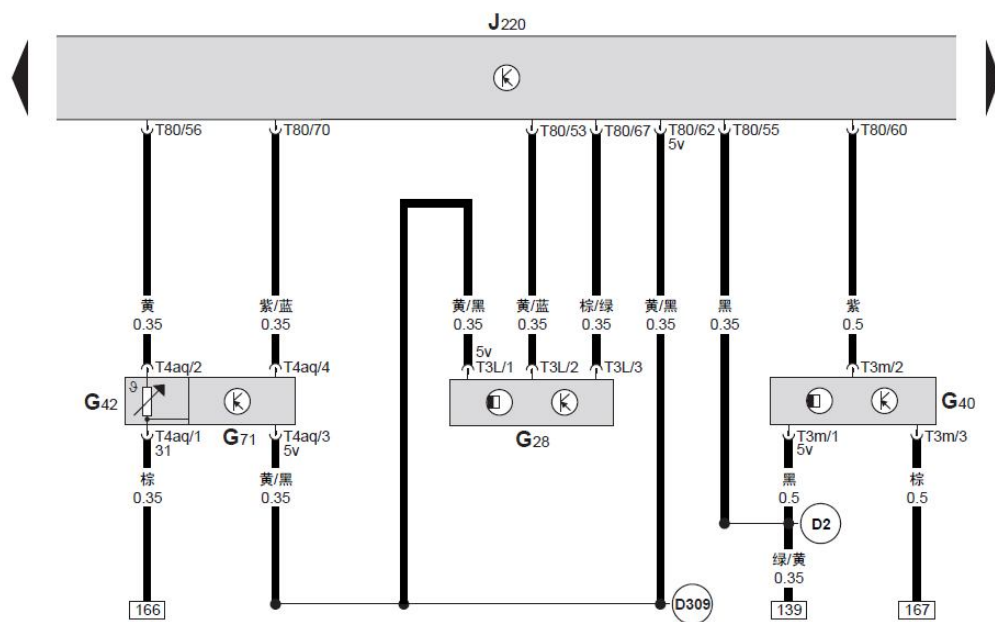 J220
T80/56 T80/70 T80/53 T80/67 T80/62 T80/55 T80/60
5v
黄 紫/蓝 黄/黑 黄/蓝 棕/绿 黄/黑 黑 紫
0.35 0.35 0.35 0.35 0.35 0.35 0.35 0.5
5v
T4aq/2 T4aq/4 T3L/1 T3L/2 T3L/3 T3m/2
ϑ
G42 G40
G71 G28
T4aq/1 T4aq/3 T3m/1 T3m/3
31 5v 5v
棕 黄/黑 黑 棕
0.35 0.35 0.5 0.5
D2
绿/黄
0.35
166 D309 139 167